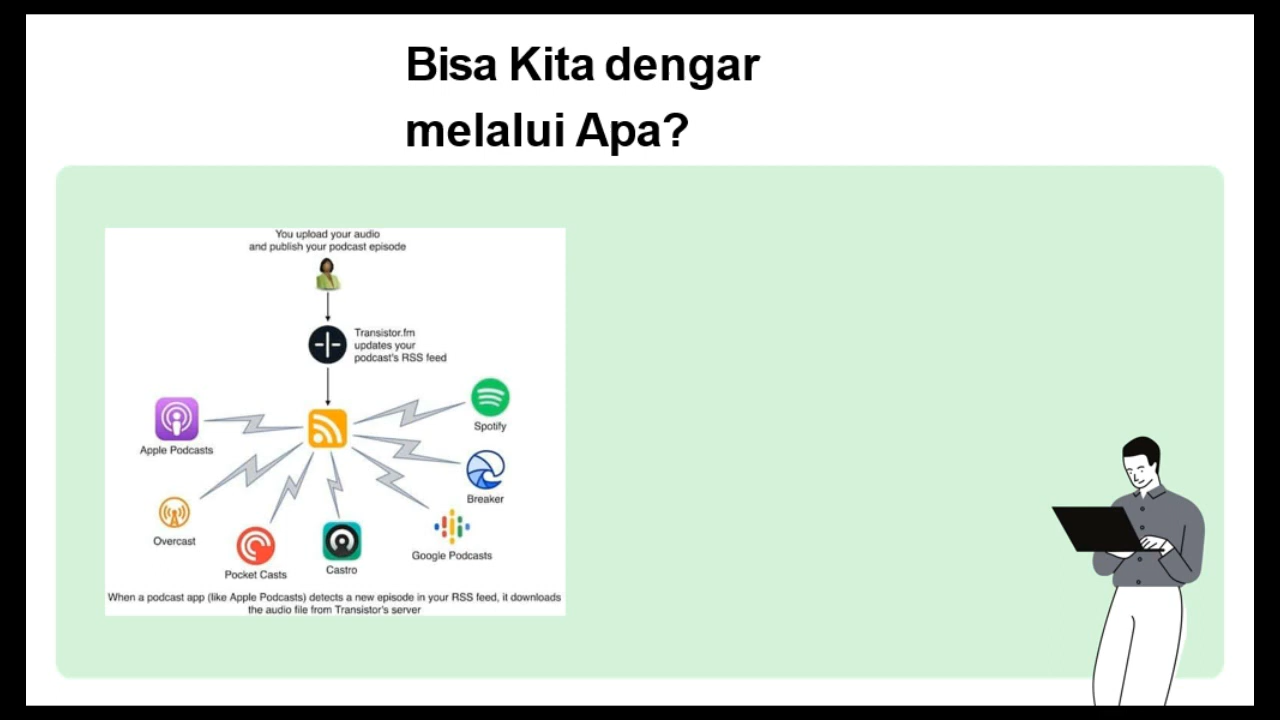 Bisa Kita dengar
melalui Apa?
You upload your audio
and publish your podcast episode
Transistor.fm
updates your
podcast's RSS feed
Apple Podcasts
Spotify
Breaker
Overcast
Google Podcasts
Pocket Casts
Castro
When a podcast app (like Apple Podcasts) detects a new episode in your RSS feed, it downloads
the audio file from Transistor's server